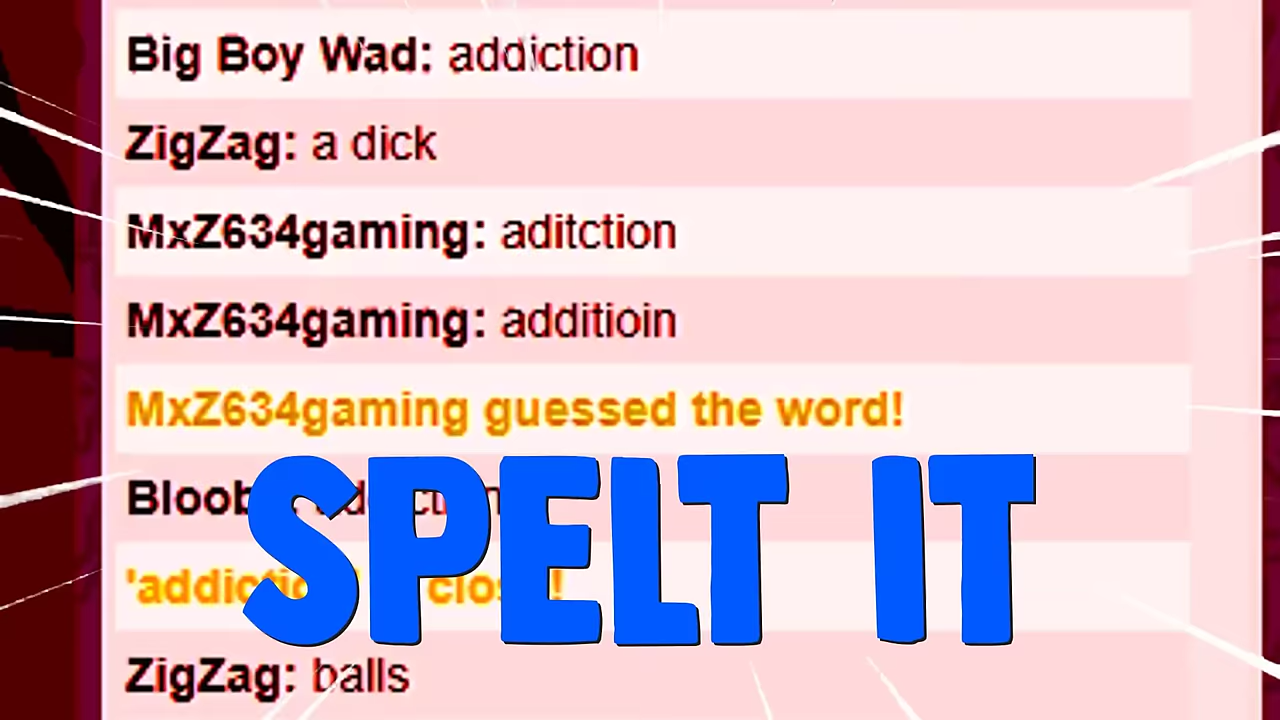 Big Boy Wad: addiction
ZigZag: a dick
MxZ634gaming: aditction
MxZ634gaming: additioin
MxZ634gaming guessed the word!
SPELT IT
ZigZag: balls